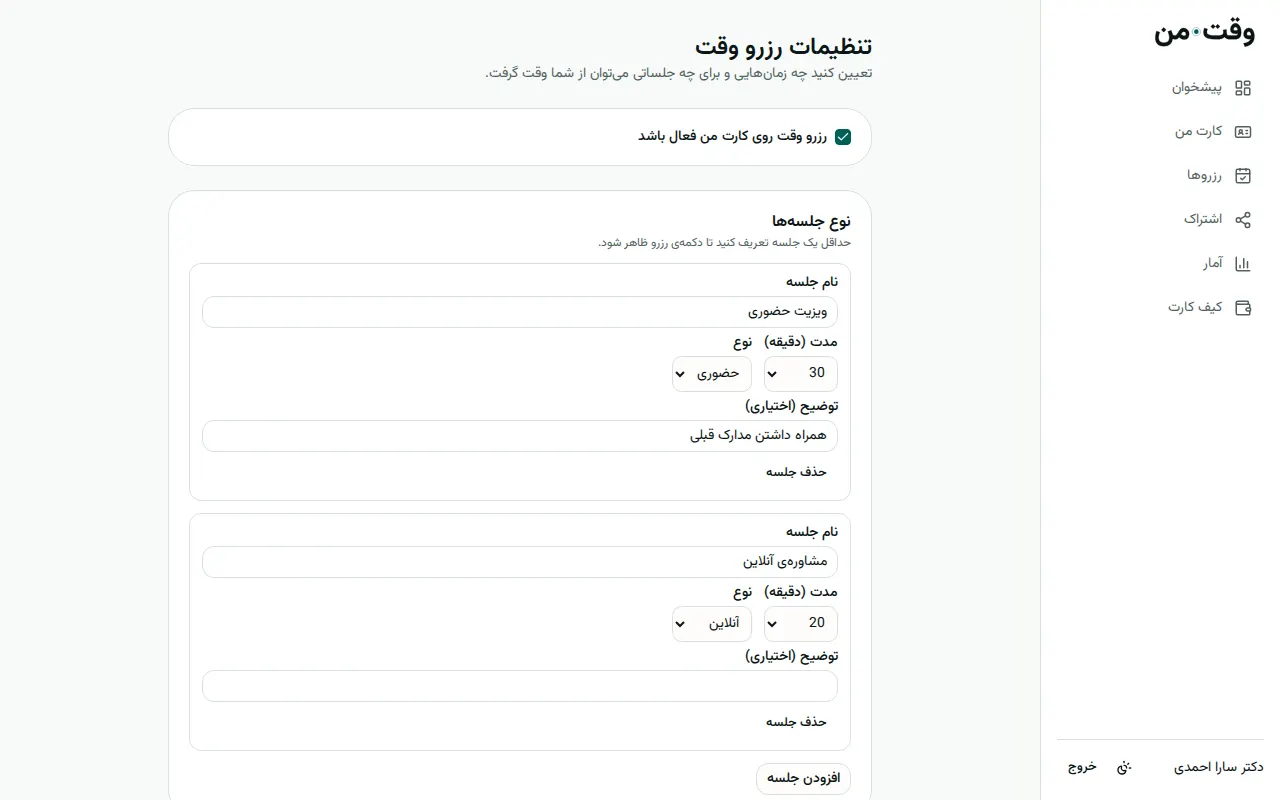 وقت من
پیشخوان
کارت من
رزروها
اشتراک
آمار
کیف کارت
دکتر سارا احمدی
خروج
تنظیمات رزرو وقت
تعیین کنید چه زمان‌هایی و برای چه جلساتی می‌توان از شما وقت گرفت.
رزرو وقت روی کارت من فعال باشد
نوع جلسه‌ها
حداقل یک جلسه تعریف کنید تا دکمه‌ی رزرو ظاهر شود.
نام جلسه
ویزیت حضوری
مدت (دقیقه) نوع
30 حضوری
توضیح (اختیاری)
همراه داشتن مدارک قبلی
حذف جلسه
نام جلسه
مشاوره‌ی آنلاین
مدت (دقیقه) نوع
20 آنلاین
توضیح (اختیاری)
حذف جلسه
افزودن جلسه